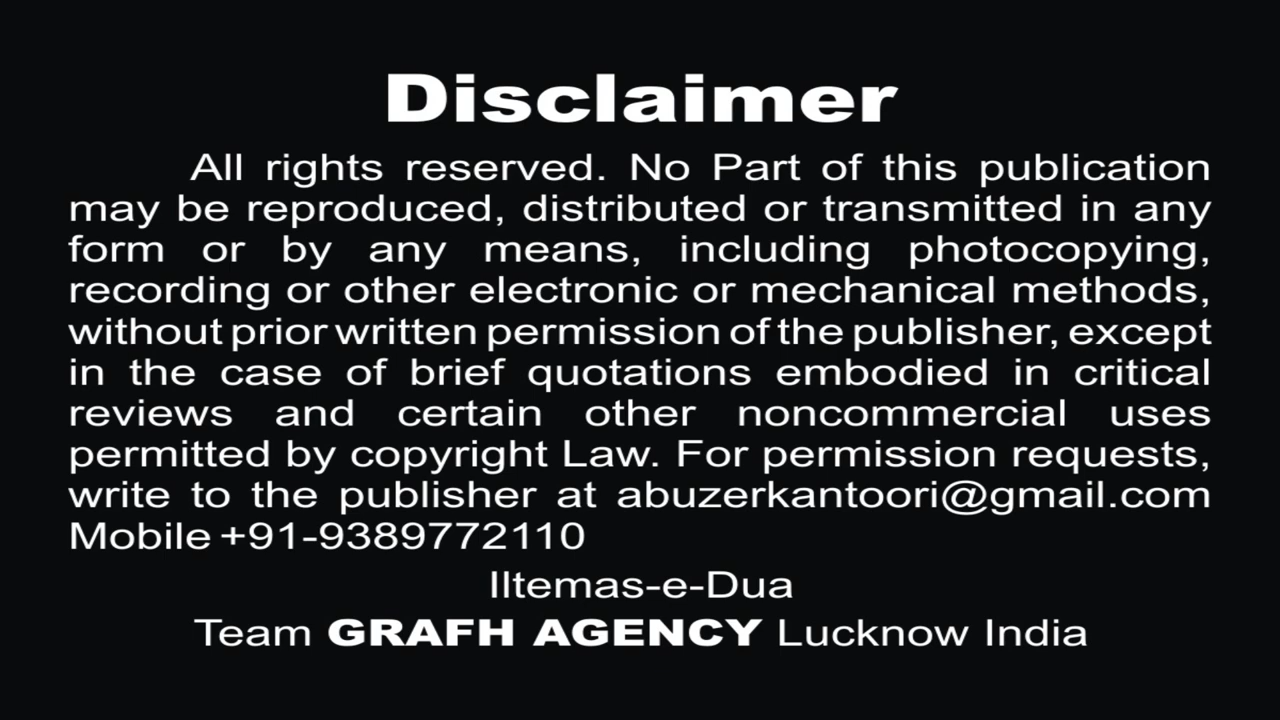 Disclaimer
All rights reserved. No Part of this publication
may be reproduced, distributed or transmitted in any
form or by any means, including photocopying,
recording or other electronic or mechanical methods,
without prior written permission of the publisher, except
in the case of brief quotations embodied in critical
reviews and certain other noncommercial uses
permitted by copyright Law. For permission requests,
write to the publisher at abuzerkantoori@gmail.com
Mobile +91-9389772110
IItemas-e-Dua
Team GRAFH AGENCY Lucknow India